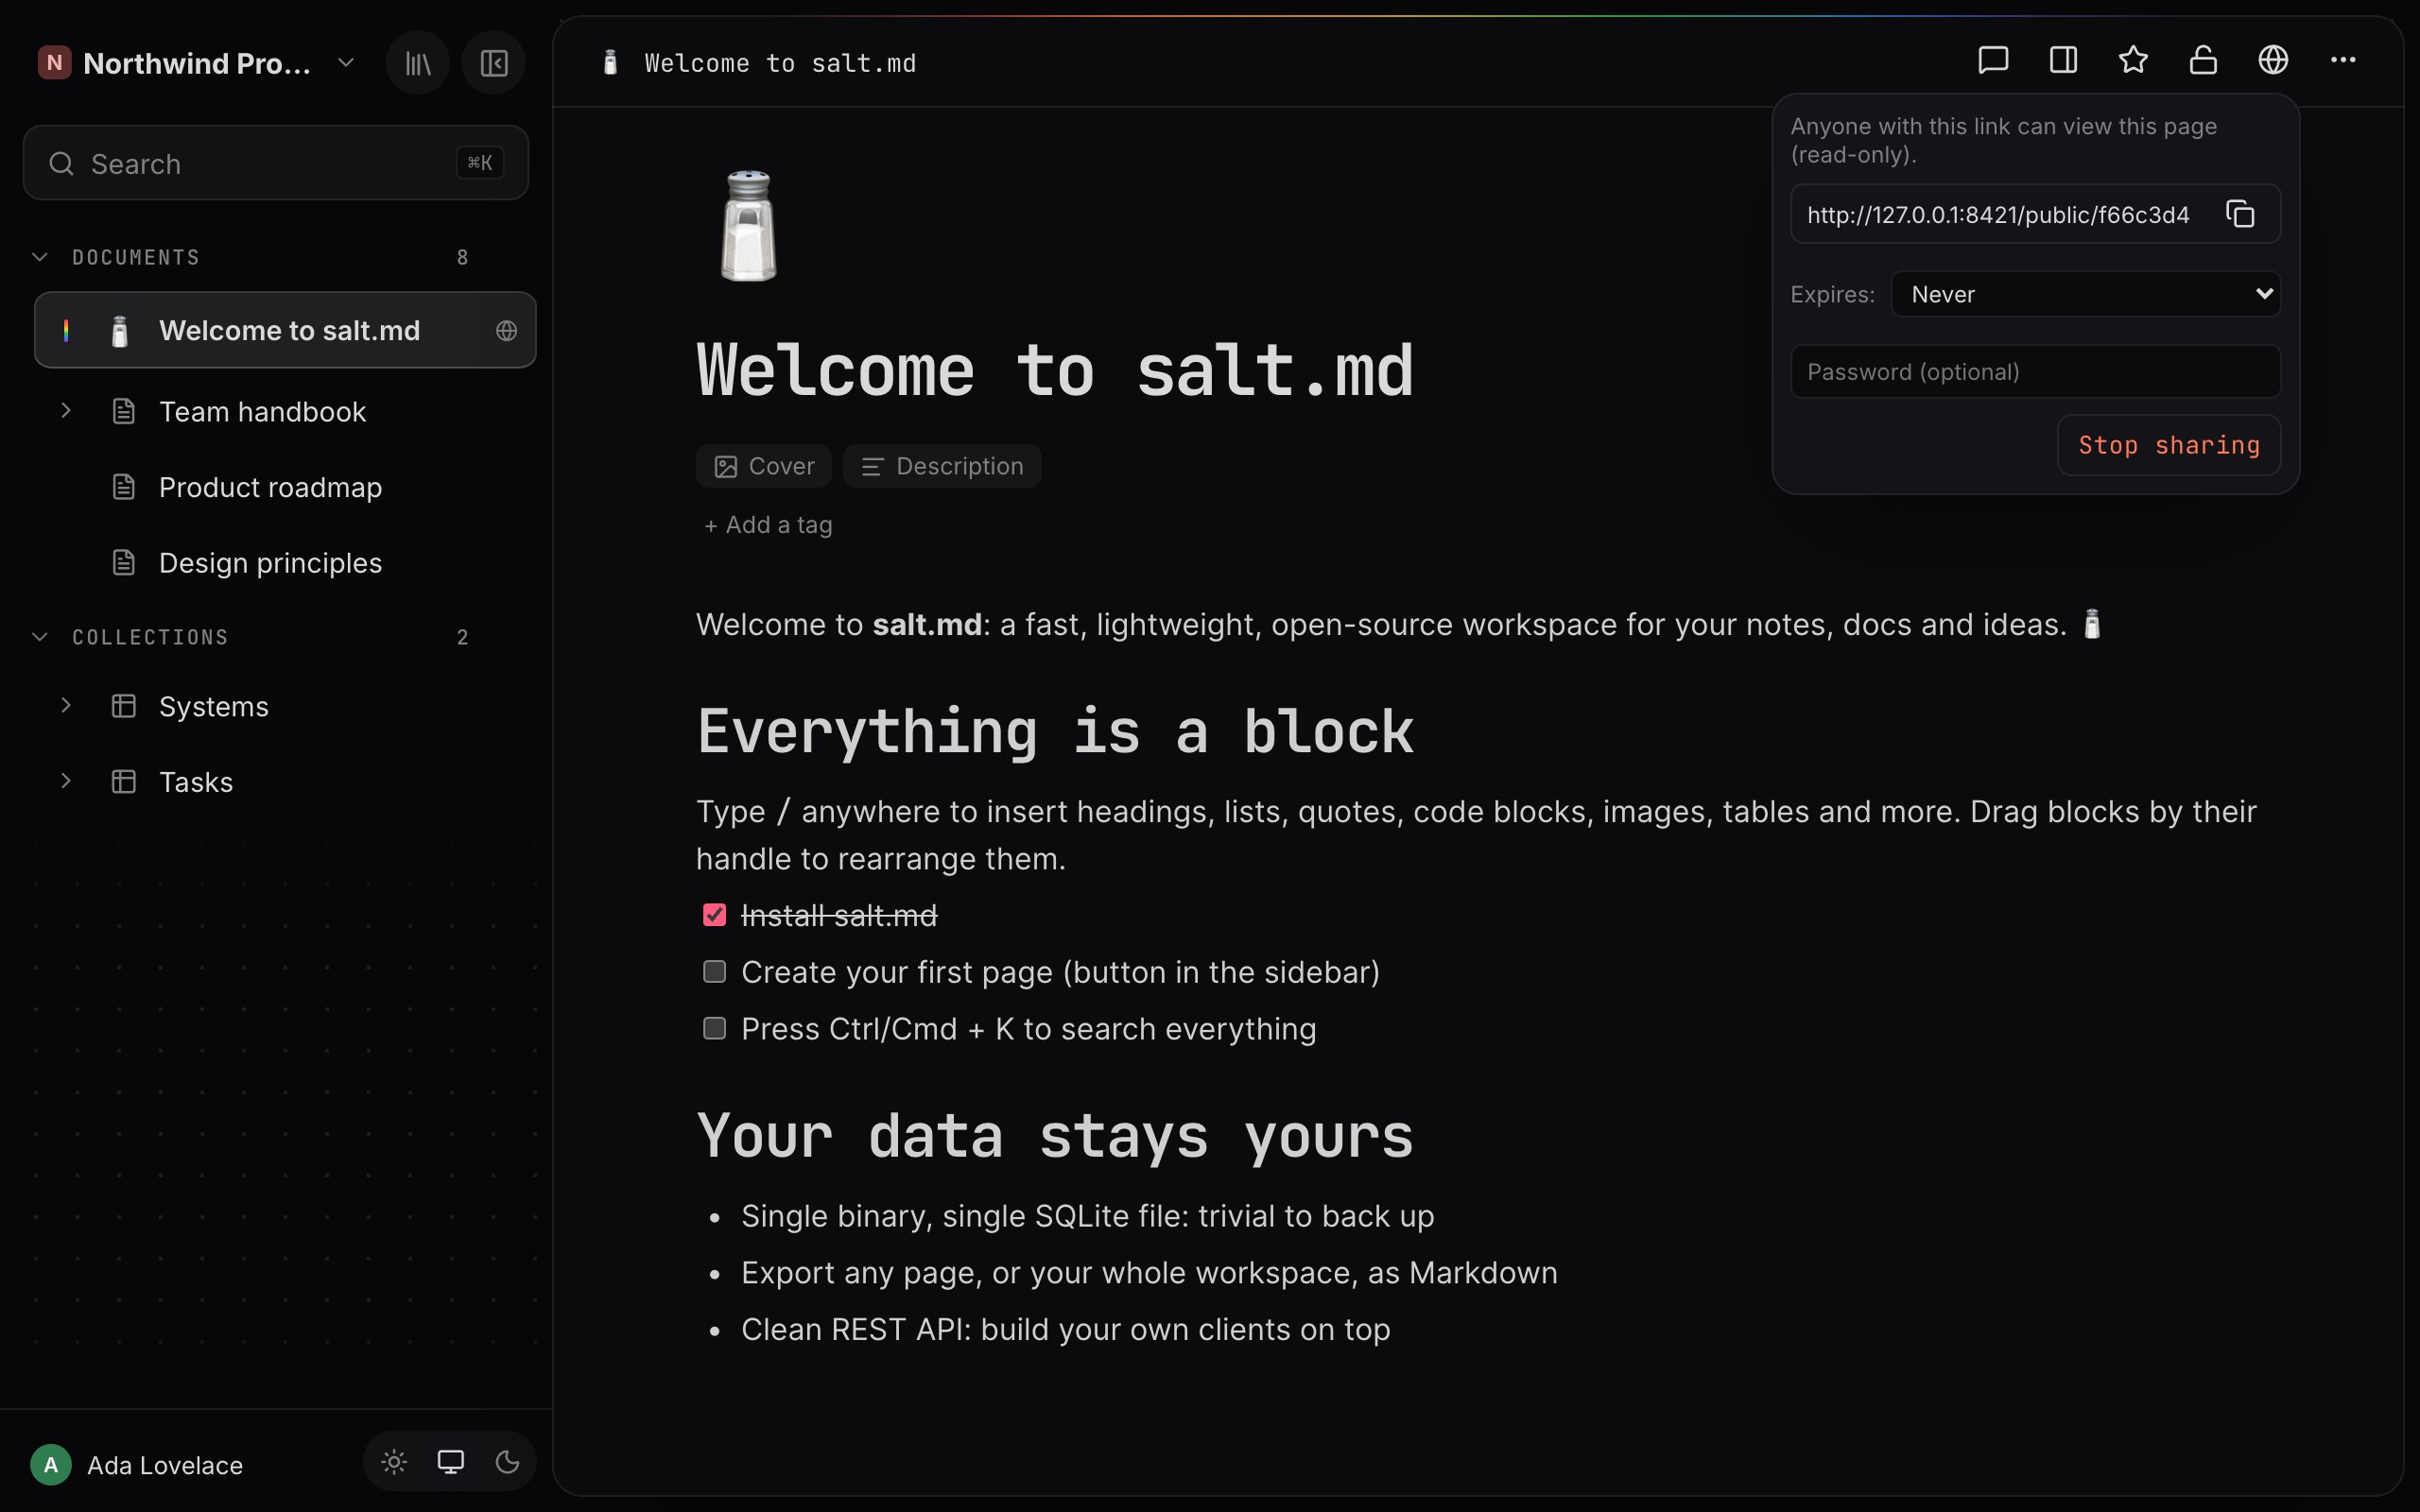 N Northwind Pro...
Search ⌘K
DOCUMENTS 8
Welcome to salt.md
Team handbook
Product roadmap
Design principles
COLLECTIONS 2
Systems
Tasks
A Ada Lovelace
Welcome to salt.md
Anyone with this link can view this page
(read-only).
http://127.0.0.1:8421/public/f66c3d4
Expires: Never
Password (optional)
Stop sharing
Welcome to salt.md
Cover Description
+ Add a tag
Welcome to salt.md: a fast, lightweight, open-source workspace for your notes, docs and ideas.
Everything is a block
Type / anywhere to insert headings, lists, quotes, code blocks, images, tables and more. Drag blocks by their
handle to rearrange them.
Install salt.md
Create your first page (button in the sidebar)
Press Ctrl/Cmd + K to search everything
Your data stays yours
• Single binary, single SQLite file: trivial to back up
• Export any page, or your whole workspace, as Markdown
• Clean REST API: build your own clients on top